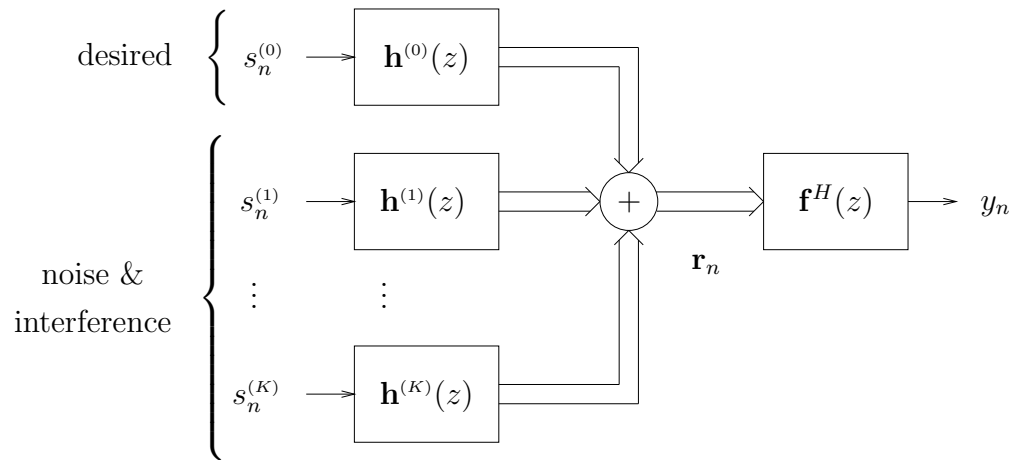 desired s_n^{(0)} h^{(0)}(z)
s_n^{(1)} h^{(1)}(z) + f^H(z) y_n
r_n
noise &
interference ⋮ ⋮
s_n^{(K)} h^{(K)}(z)